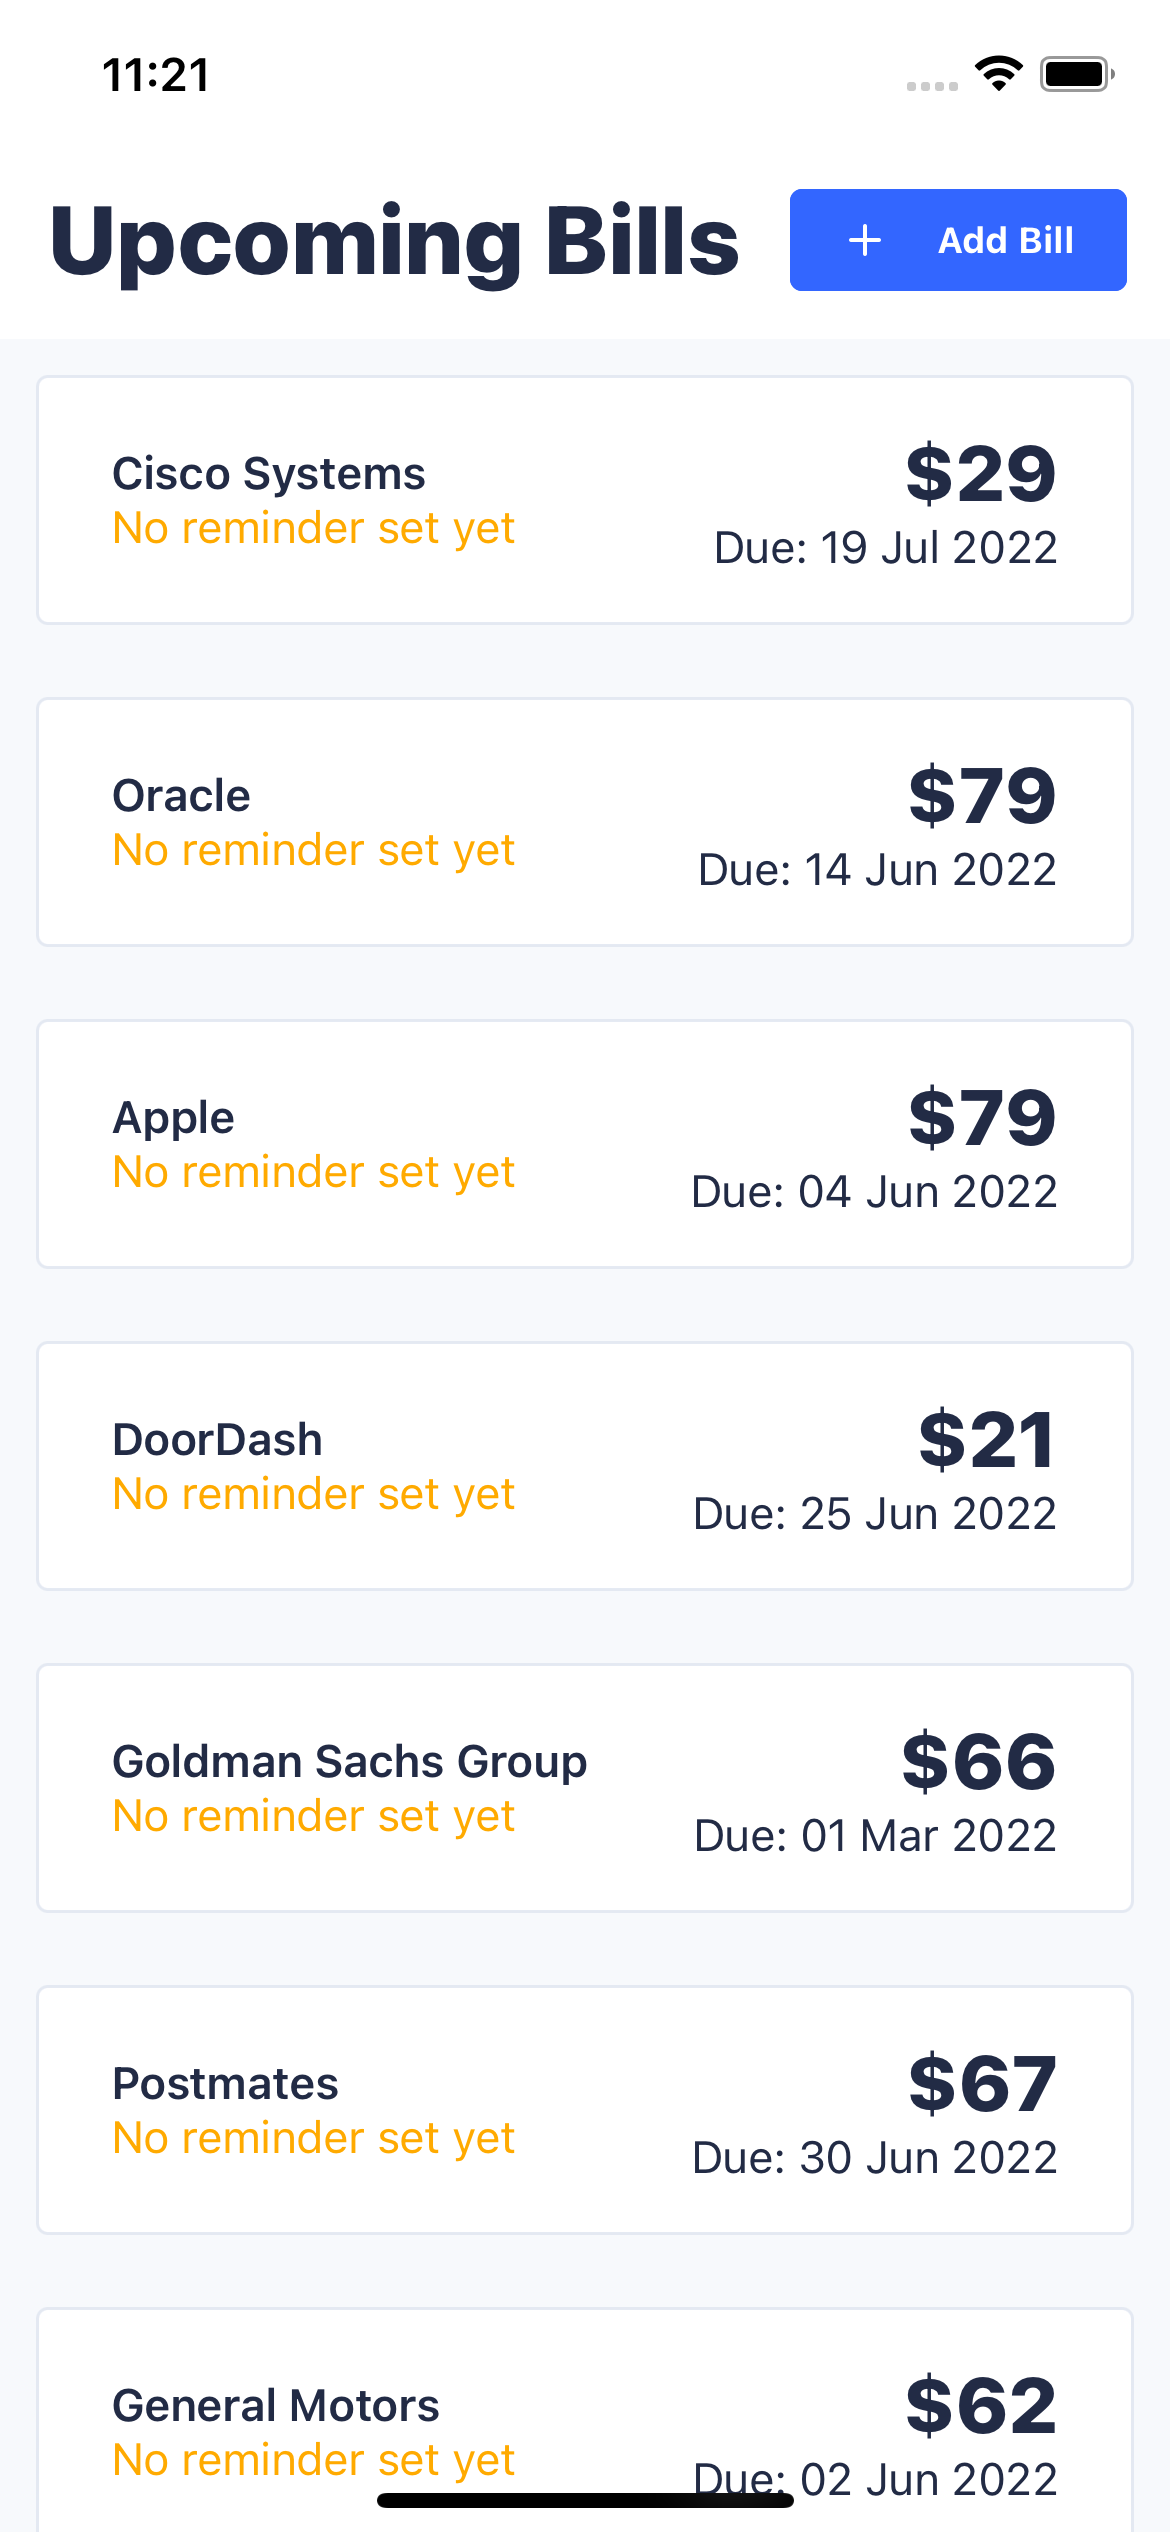 11:21
Upcoming Bills
Add Bill
Cisco Systems
No reminder set yet
$29
Due: 19 Jul 2022
Oracle
No reminder set yet
$79
Due: 14 Jun 2022
Apple
No reminder set yet
$79
Due: 04 Jun 2022
DoorDash
No reminder set yet
$21
Due: 25 Jun 2022
Goldman Sachs Group
No reminder set yet
$66
Due: 01 Mar 2022
Postmates
No reminder set yet
$67
Due: 30 Jun 2022
General Motors
No reminder set yet
$62
Due: 02 Jun 2022